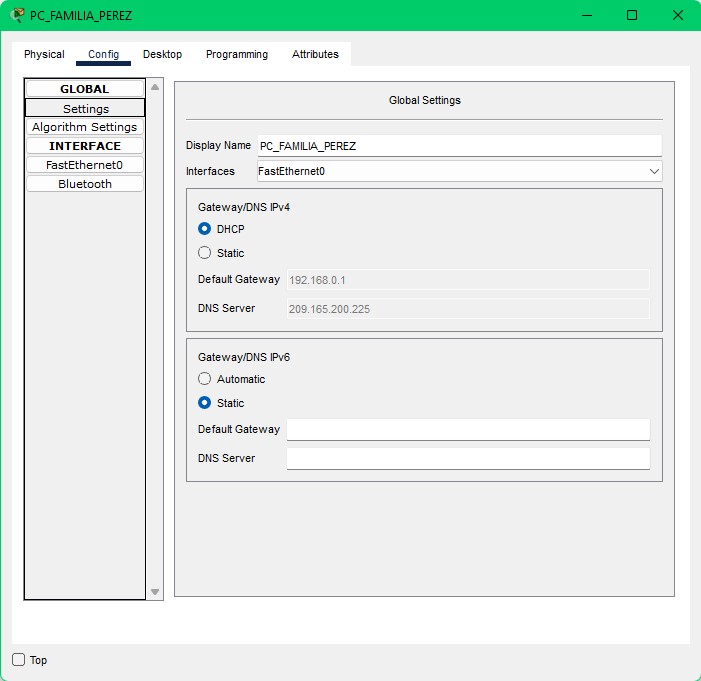 PC_FAMILIA_PEREZ
Physical Config Desktop Programming Attributes
GLOBAL
Settings
Algorithm Settings
INTERFACE
FastEthernet0
Bluetooth
Global Settings
Display Name PC_FAMILIA_PEREZ
Interfaces FastEthernet0
Gateway/DNS IPv4
DHCP
Static
Default Gateway 192.168.0.1
DNS Server 209.165.200.225
Gateway/DNS IPv6
Automatic
Static
Default Gateway
DNS Server
Top